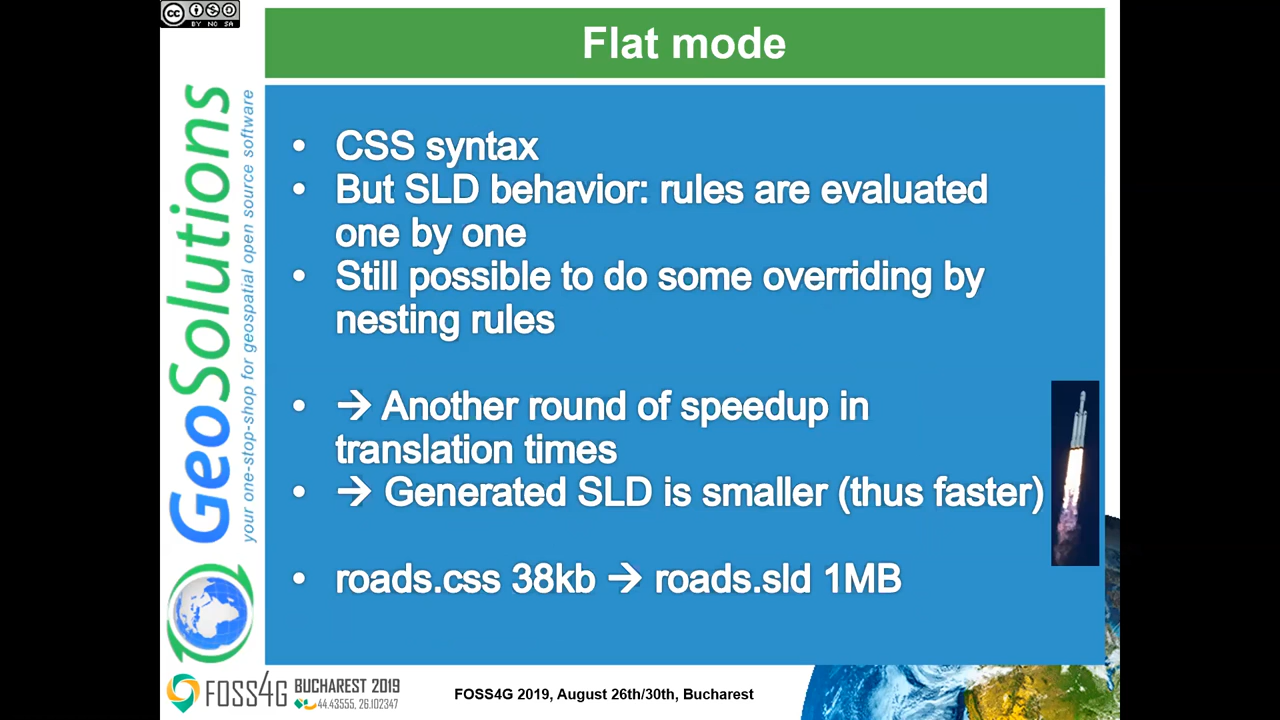 BY NC SA
Flat mode
GeoSolutions
your one-stop-shop for geospatial open source software
• CSS syntax
• But SLD behavior: rules are evaluated
one by one
• Still possible to do some overriding by
nesting rules
• → Another round of speedup in
translation times
• → Generated SLD is smaller (thus faster)
• roads.css 38kb → roads.sld 1MB
FOSS4G BUCHAREST 2019
44.43555, 26.102347
FOSS4G 2019, August 26th/30th, Bucharest